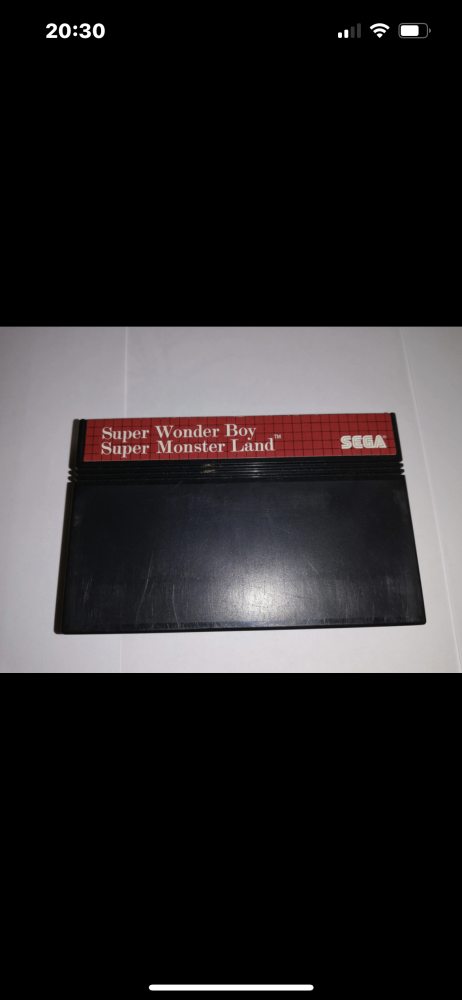 20:30
Super Wonder Boy
Super Monster Land™
SEGA